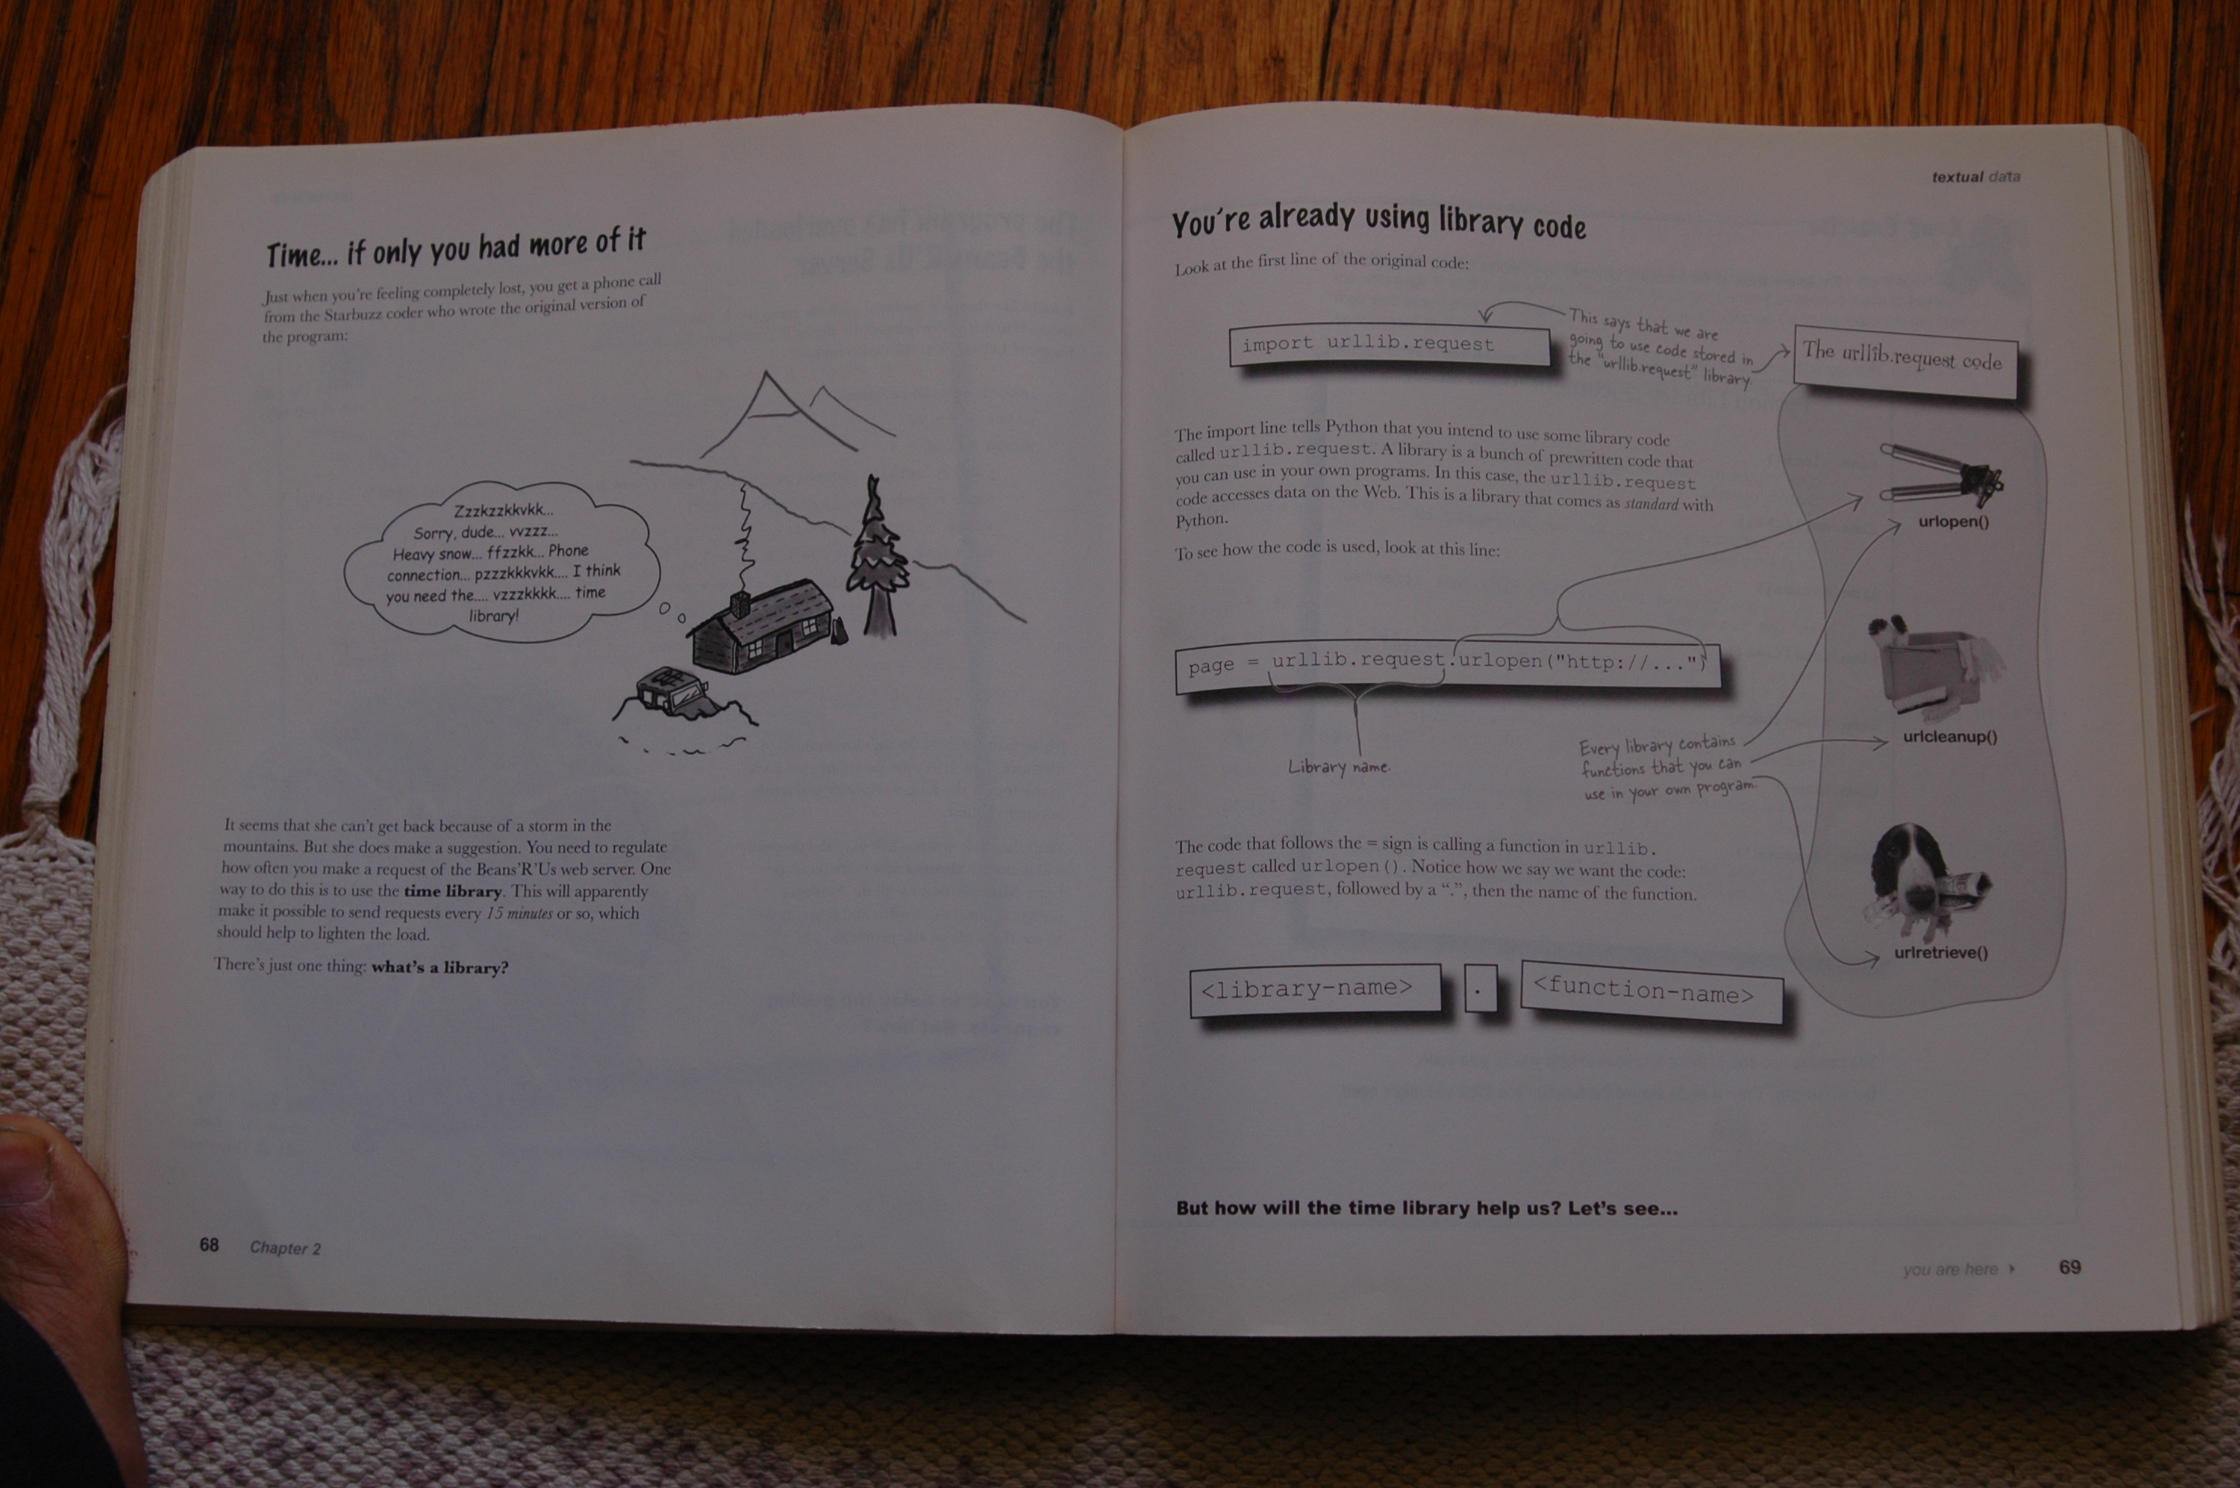 Time... if only you had more of it
Just when you're feeling completely lost, you get a phone call
from the Starbuzz coder who wrote the original version of
the program:
Zzzkzzkkvkk...
Sorry, dude... vvzzz...
Heavy snow... ffzzkk... Phone
connection... pzzzkkkvkk.... I think
you need the.... vzzzkkkk.... time
library!
It seems that she can't get back because of a storm in the
mountains. But she does make a suggestion. You need to regulate
how often you make a request of the Beans'R'Us web server. One
way to do this is to use the time library. This will apparently
make it possible to send requests every 15 minutes or so, which
should help to lighten the load.
There's just one thing: what's a library?
68 Chapter 2
textual data
You're already using library code
Look at the first line of the original code:
import urllib.request
This says that we are
going to use code stored in
the "urllib.request" library.
The urllib.request code
The import line tells Python that you intend to use some library code
called urllib.request. A library is a bunch of prewritten code that
you can use in your own programs. In this case, the urllib.request
code accesses data on the Web. This is a library that comes as standard with
Python.
To see how the code is used, look at this line:
urlopen()
page = urllib.request.urlopen("http://...")
Library name.
Every library contains
functions that you can
use in your own program.
urlcleanup()
The code that follows the = sign is calling a function in urllib.
request called urlopen(). Notice how we say we want the code:
urllib.request, followed by a ".", then the name of the function.
urlretrieve()
<library-name> . <function-name>
But how will the time library help us? Let's see...
you are here 69